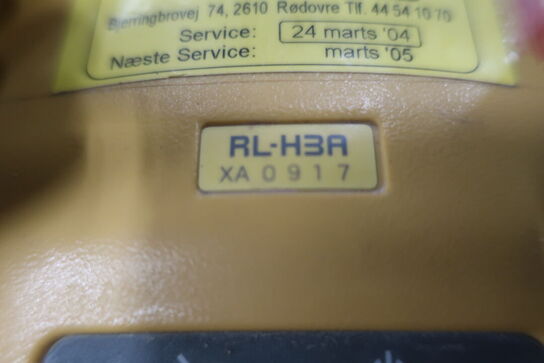 Bjerringbrovej 74, 2610 Rødovre Tlf. 44 54 10 70
Service: 24 marts '04
Næste Service: marts '05
RL-H3A
XA 0917